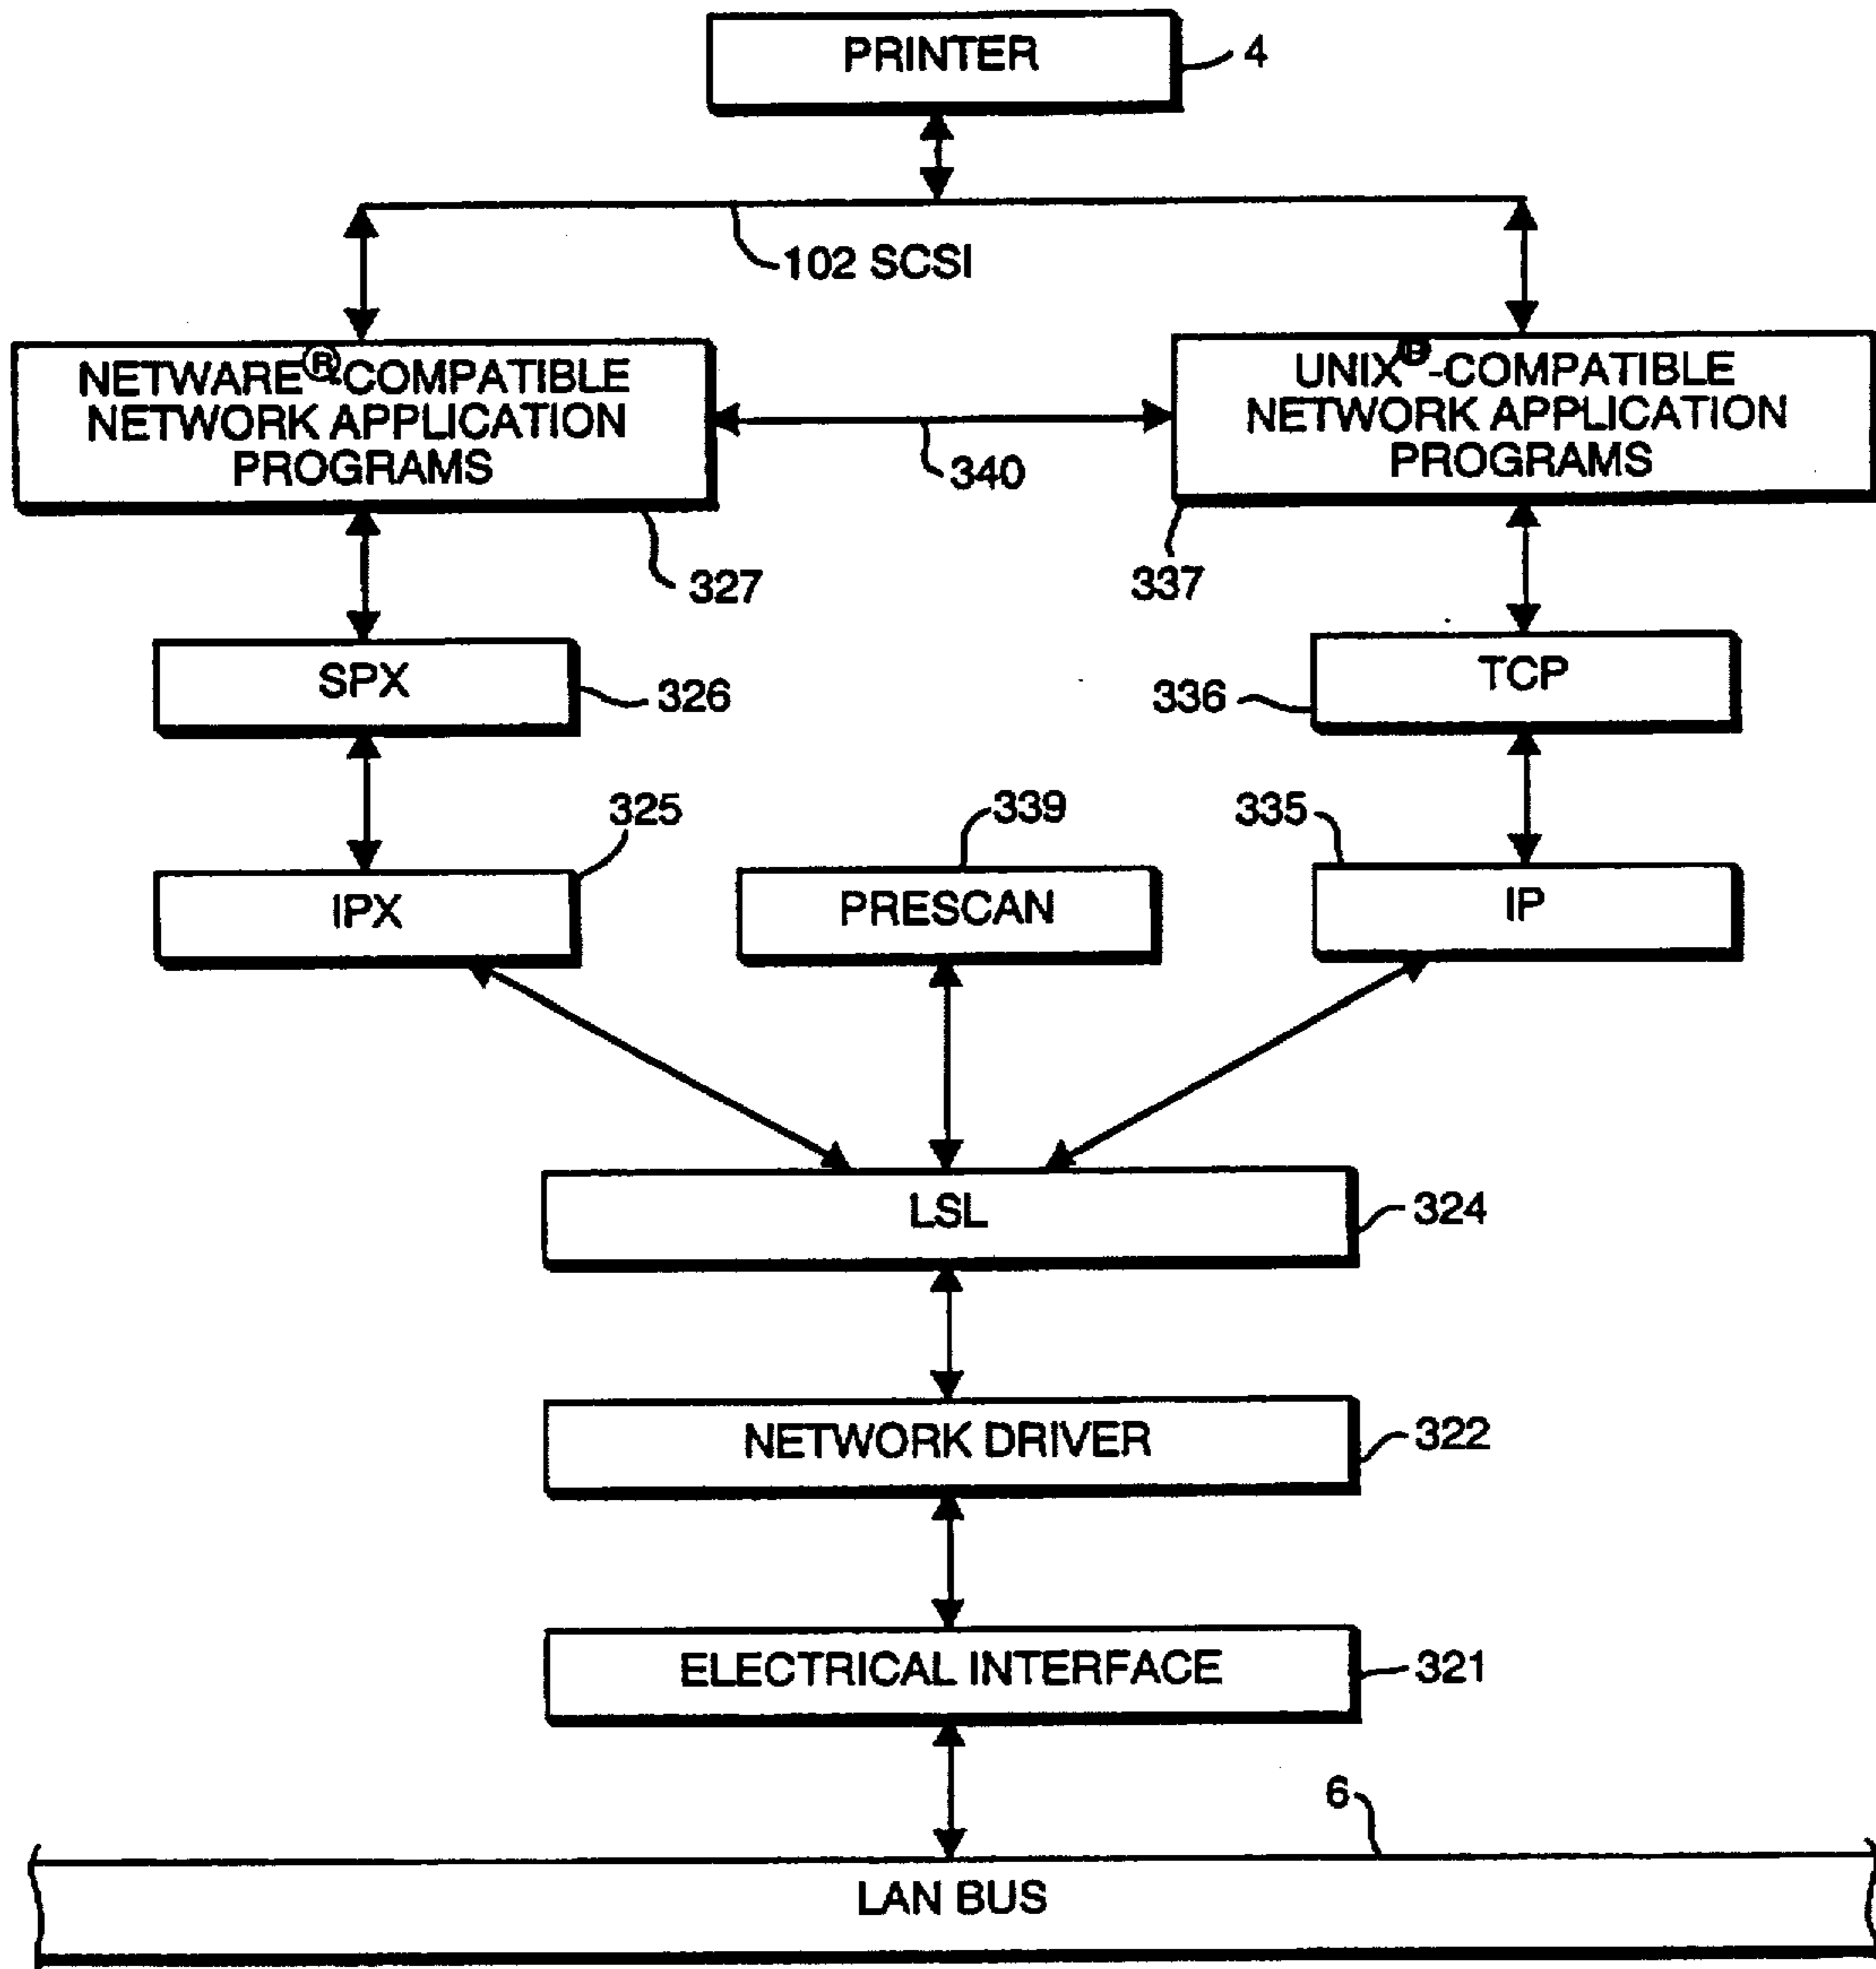 PRINTER
4
102 SCSI
NETWARE®-COMPATIBLE
NETWORK APPLICATION
PROGRAMS
UNIX®-COMPATIBLE
NETWORK APPLICATION
PROGRAMS
340
327
337
SPX
326
336
TCP
325
339
335
IPX
PRESCAN
IP
LSL
324
NETWORK DRIVER
322
ELECTRICAL INTERFACE
321
6
LAN BUS